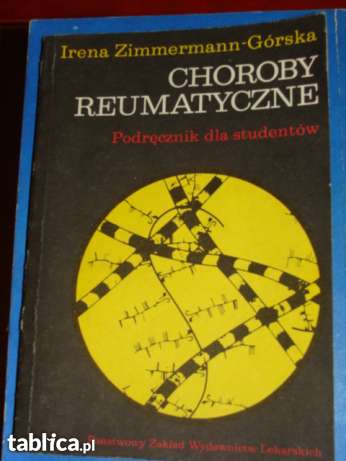 Irena Zimmermann-Górska
CHOROBY
REUMATYCZNE
Podręcznik dla studentów
Państwowy Zakład Wydawnictw Lekarskich
tablica.pl